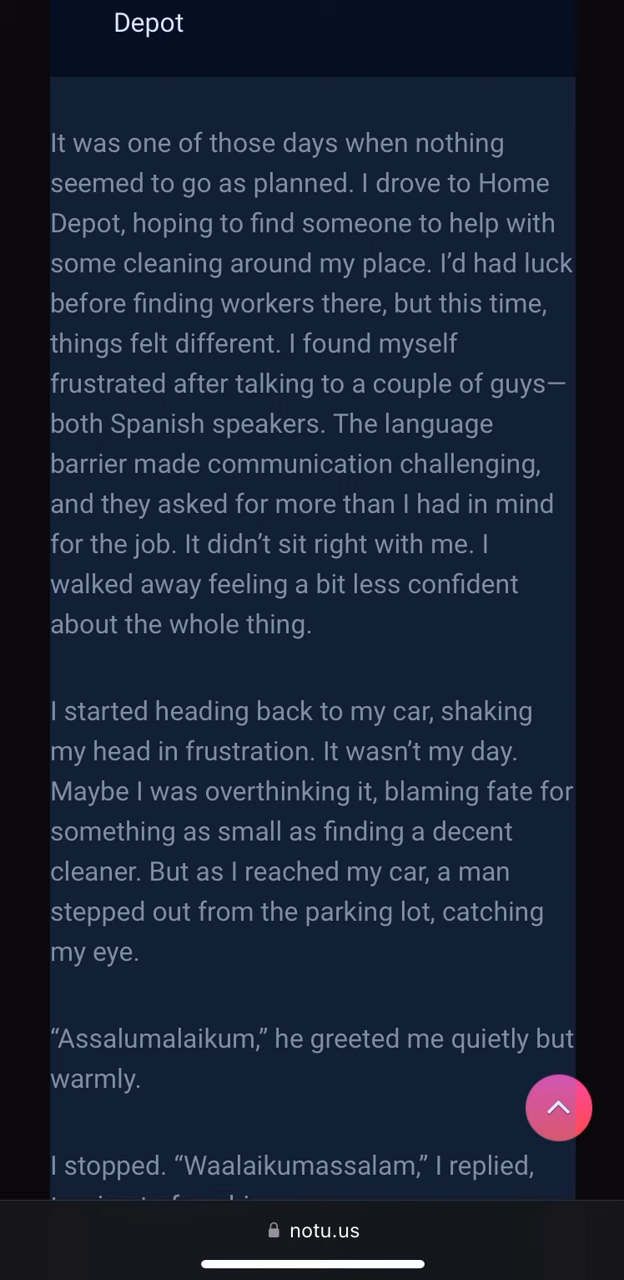 Depot
It was one of those days when nothing
seemed to go as planned. I drove to Home
Depot, hoping to find someone to help with
some cleaning around my place. I’d had luck
before finding workers there, but this time,
things felt different. I found myself
frustrated after talking to a couple of guys—
both Spanish speakers. The language
barrier made communication challenging,
and they asked for more than I had in mind
for the job. It didn’t sit right with me. I
walked away feeling a bit less confident
about the whole thing.
I started heading back to my car, shaking
my head in frustration. It wasn’t my day.
Maybe I was overthinking it, blaming fate for
something as small as finding a decent
cleaner. But as I reached my car, a man
stepped out from the parking lot, catching
my eye.
“Assalumalaikum,” he greeted me quietly but
warmly.
I stopped. “Waalaikumassalam,” I replied,
notu.us